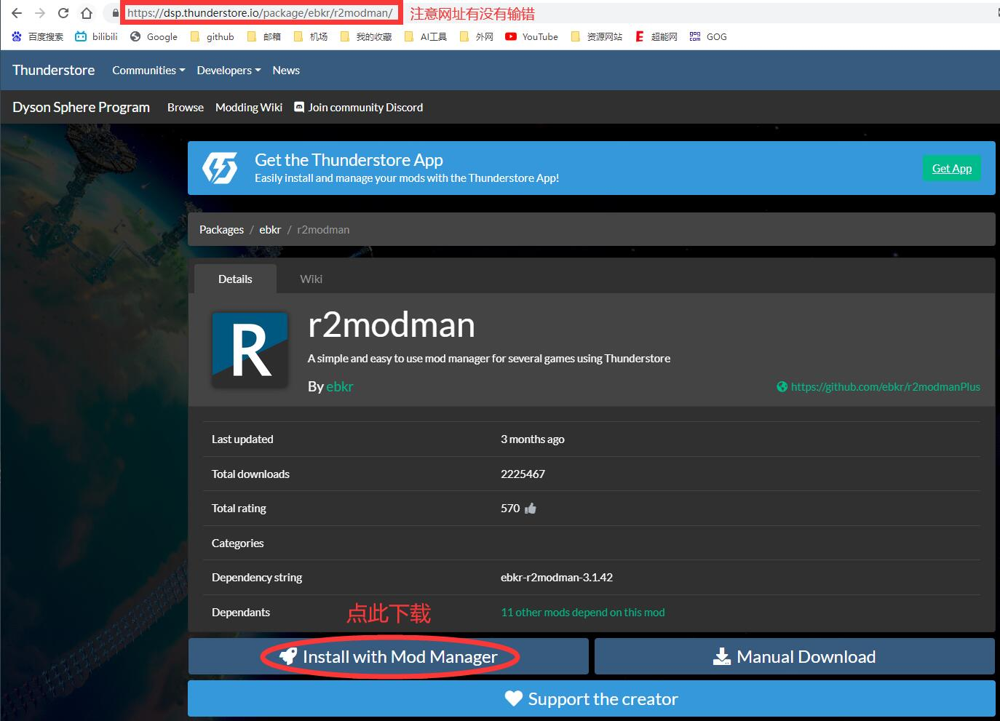 https://dsp.thunderstore.io/package/ebkr/r2modman/ 注意网址有没有输错
百度搜索 bilibili Google github 邮箱 机场 我的收藏 AI工具 外网 YouTube 资源网站 超能网 GOG
Thunderstore Communities Developers News
Dyson Sphere Program Browse Modding Wiki Join community Discord
Get the Thunderstore App
Easily install and manage your mods with the Thunderstore App!
Get App
Packages / ebkr / r2modman
Details Wiki
R
r2modman
A simple and easy to use mod manager for several games using Thunderstore
By ebkr https://github.com/ebkr/r2modmanPlus
Last updated 3 months ago
Total downloads 2225467
Total rating 570
Categories
Dependency string ebkr-r2modman-3.1.42
Dependants 点此下载 11 other mods depend on this mod
Install with Mod Manager Manual Download
Support the creator